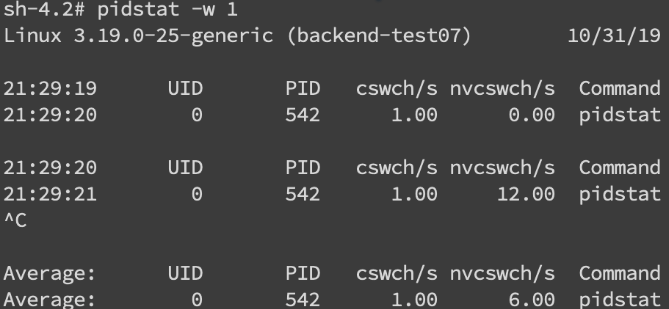 sh-4.2# pidstat -w 1
Linux 3.19.0-25-generic (backend-test07) 10/31/19
21:29:19 UID PID cswch/s nvcswch/s Command
21:29:20 0 542 1.00 0.00 pidstat
21:29:20 UID PID cswch/s nvcswch/s Command
21:29:21 0 542 1.00 12.00 pidstat
^C
Average: UID PID cswch/s nvcswch/s Command
Average: 0 542 1.00 6.00 pidstat